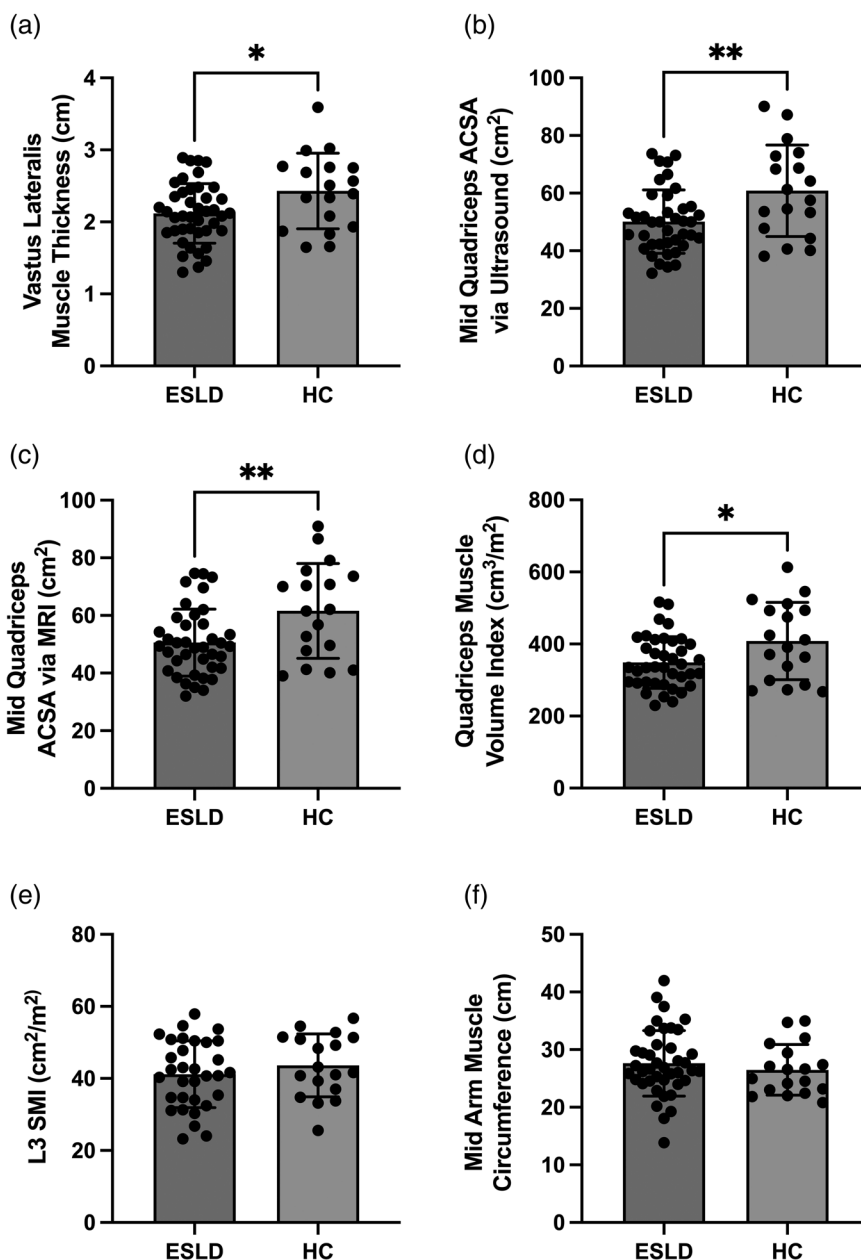 (a)
*
Vastus Lateralis
Muscle Thickness (cm)
4
3
2
1
0
ESLD
HC
(b)
**
Mid Quadriceps ACSA
via Ultrasound (cm²)
100
80
60
40
20
0
ESLD
HC
(c)
**
Mid Quadriceps
ACSA via MRI (cm²)
100
80
60
40
20
0
ESLD
HC
(d)
*
Quadriceps Muscle
Volume Index (cm³/m²)
800
600
400
200
0
ESLD
HC
(e)
L3 SMI (cm²/m²)
80
60
40
20
0
ESLD
HC
(f)
Mid Arm Muscle
Circumference (cm)
50
40
30
20
10
0
ESLD
HC